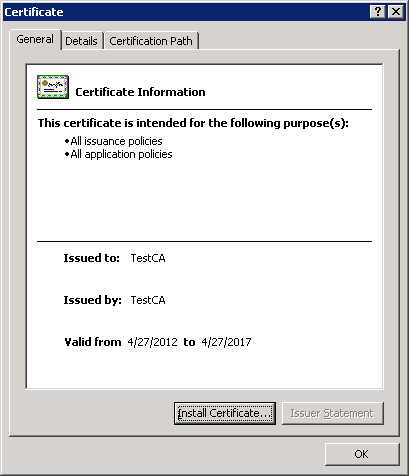 Certificate
General
Details
Certification Path
Certificate Information
This certificate is intended for the following purpose(s):
•All issuance policies
•All application policies
Issued to: TestCA
Issued by: TestCA
Valid from 4/27/2012 to 4/27/2017
Install Certificate...
Issuer Statement
OK